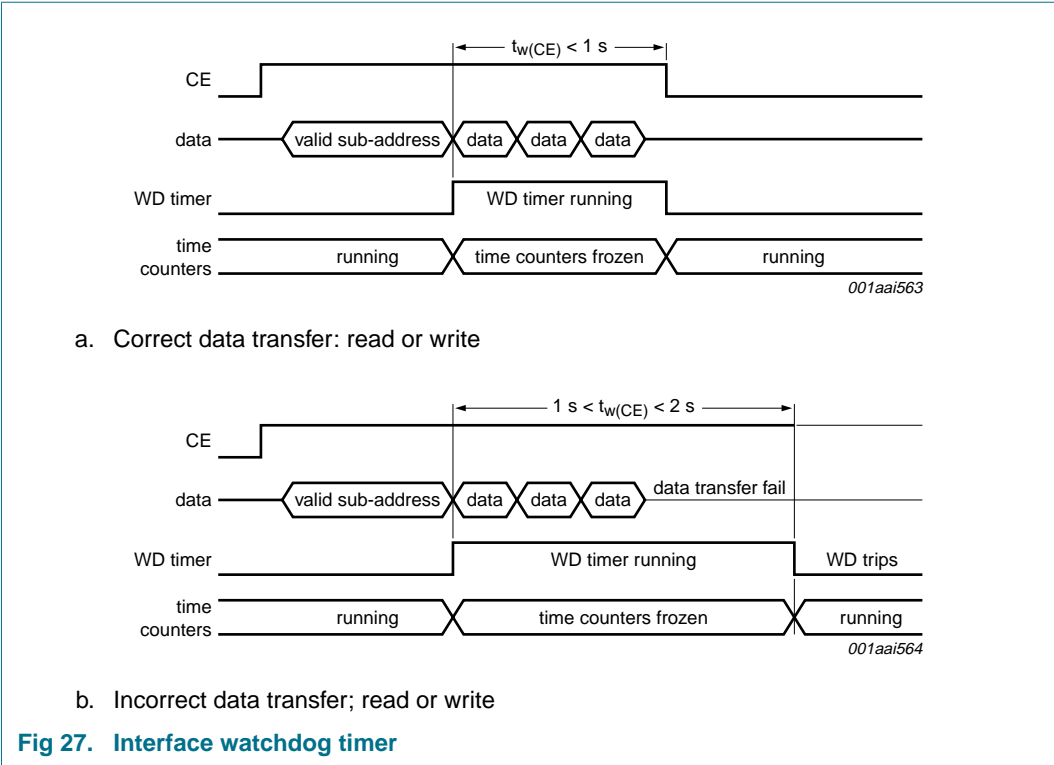 tw(CE) < 1 s
CE
data valid sub-address data data data
WD timer WD timer running
time counters running time counters frozen running
001aai563
a. Correct data transfer: read or write
1 s < tw(CE) < 2 s
CE
data valid sub-address data data data data transfer fail
WD timer WD timer running WD trips
time counters running time counters frozen running
001aai564
b. Incorrect data transfer; read or write
Fig 27. Interface watchdog timer